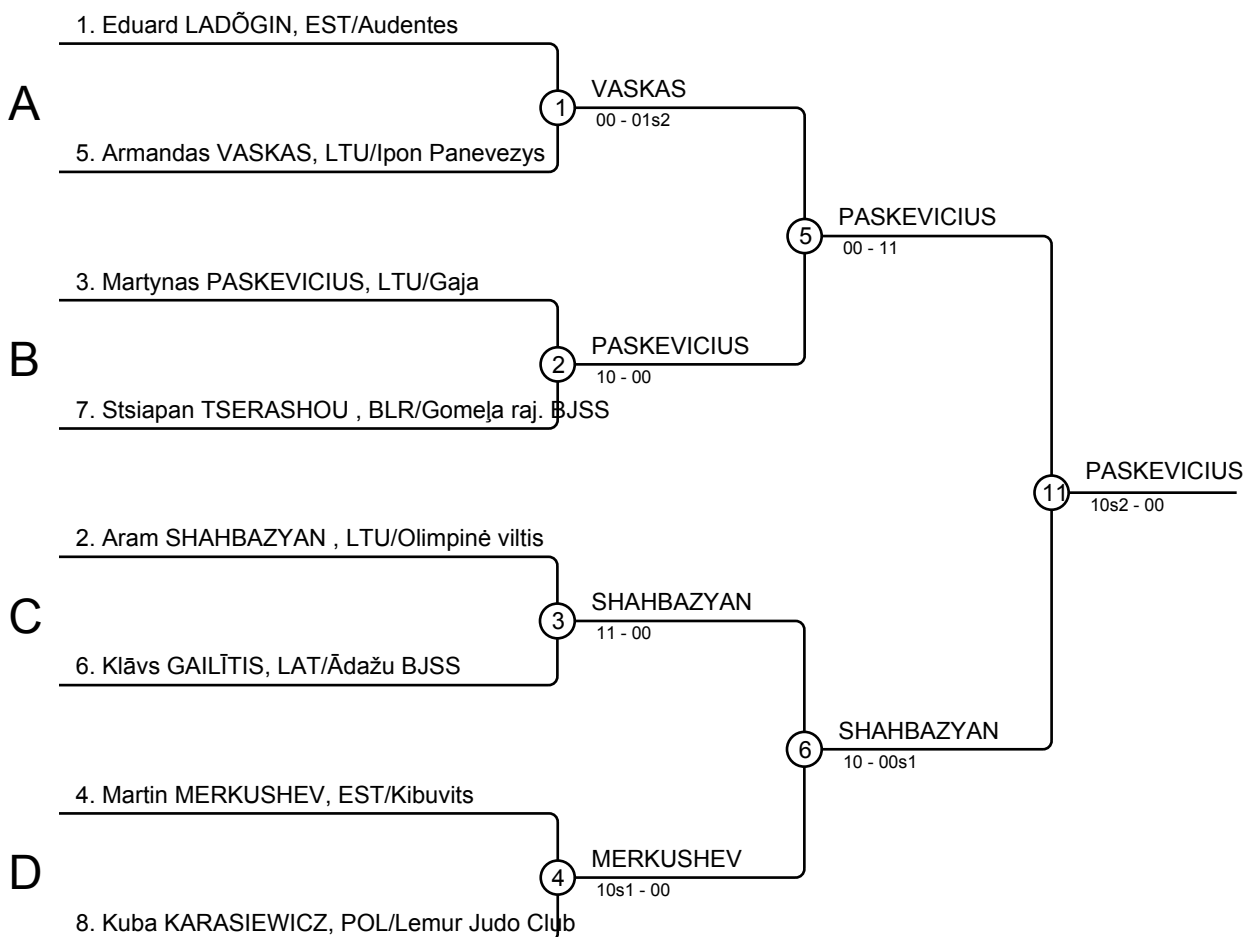 1. Eduard LADÕGIN, EST/Audentes
A
1
VASKAS
00 - 01s2
5. Armandas VASKAS, LTU/Ipon Panevezys
5
PASKEVICIUS
00 - 11
3. Martynas PASKEVICIUS, LTU/Gaja
B
2
PASKEVICIUS
10 - 00
7. Stsiapan TSERASHOU , BLR/Gomeļa raj. BJSS
11
PASKEVICIUS
10s2 - 00
2. Aram SHAHBAZYAN , LTU/Olimpinė viltis
C
3
SHAHBAZYAN
11 - 00
6. Klāvs GAILĪTIS, LAT/Ādažu BJSS
6
SHAHBAZYAN
10 - 00s1
4. Martin MERKUSHEV, EST/Kibuvits
D
4
MERKUSHEV
10s1 - 00
8. Kuba KARASIEWICZ, POL/Lemur Judo Club